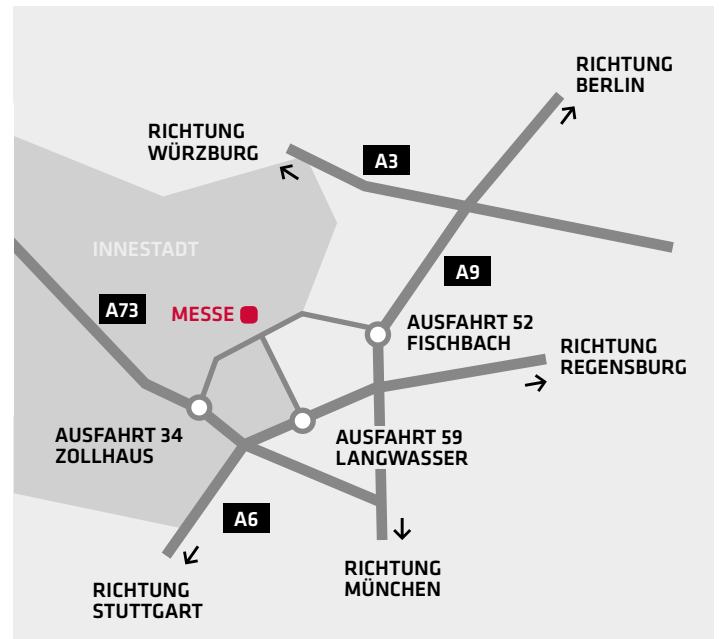 RICHTUNG
BERLIN
RICHTUNG
WÜRZBURG
A3
INNESTADT
A9
A73
MESSE
AUSFAHRT 52
FISCHBACH
RICHTUNG
REGENSBURG
AUSFAHRT 34
ZOLLHAUS
AUSFAHRT 59
LANGWASSER
A6
RICHTUNG
MÜNCHEN
RICHTUNG
STUTTGART